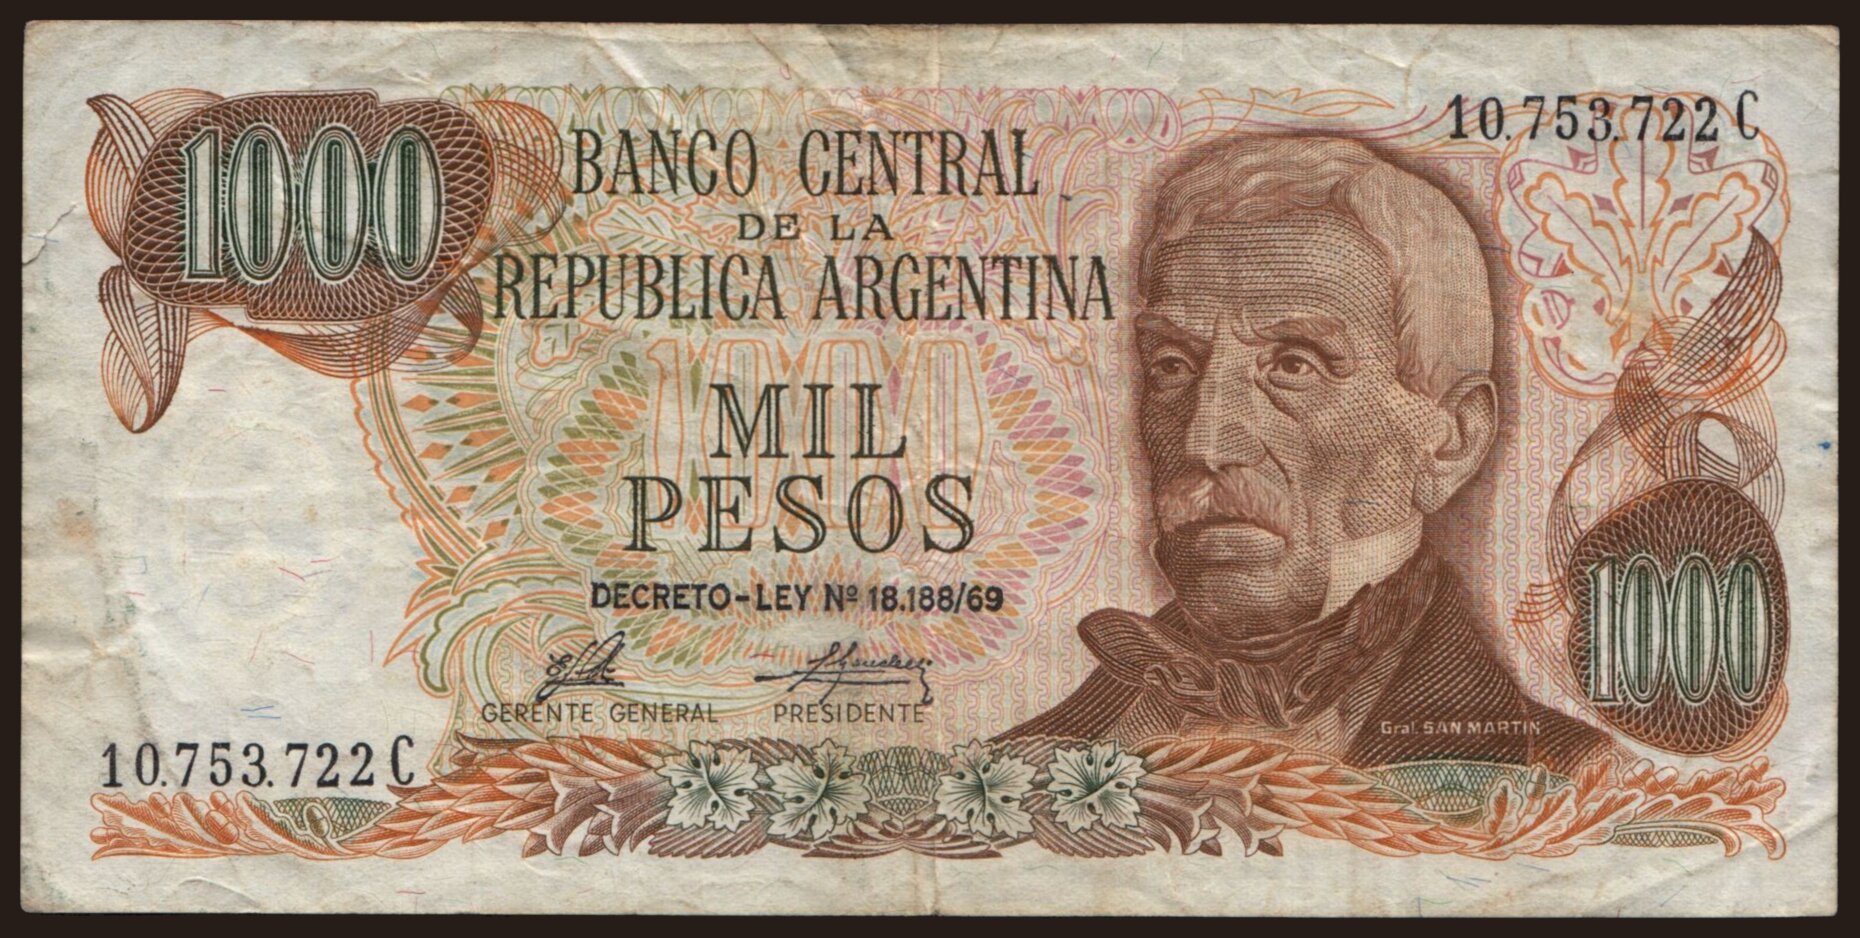 1000
10.753.722 C
BANCO CENTRAL
DE LA
REPUBLICA ARGENTINA
1000
MIL
PESOS
DECRETO-LEY Nº 18.188/69
GERENTE GENERAL
PRESIDENTE
1000
Gral. SAN MARTIN
10.753.722 C